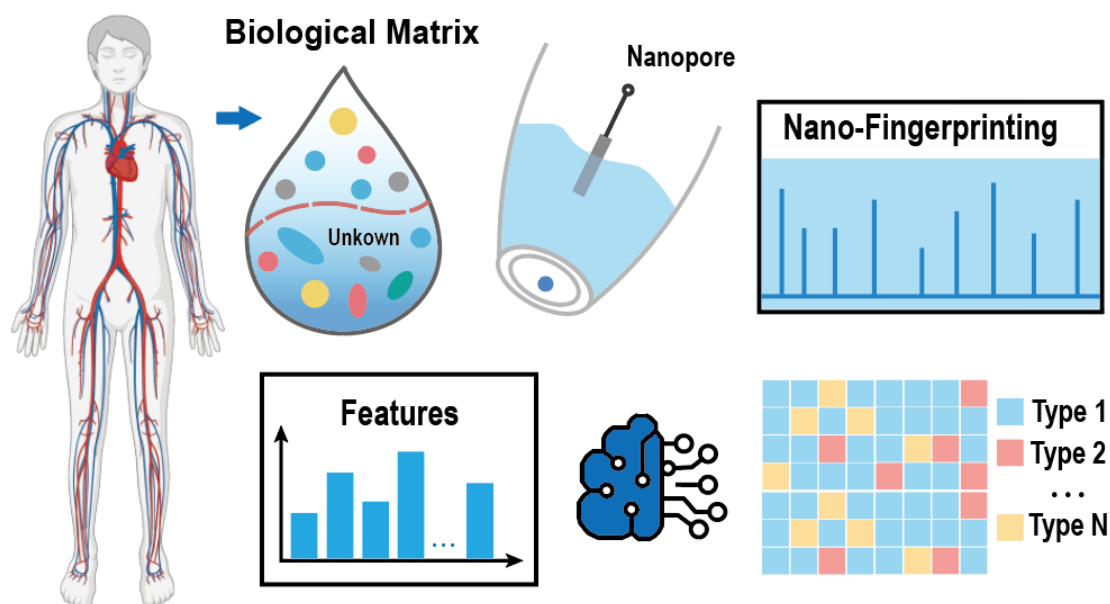 Biological Matrix
Unkown
Nanopore
Nano-Fingerprinting
Features
...
Type 1
Type 2
...
Type N